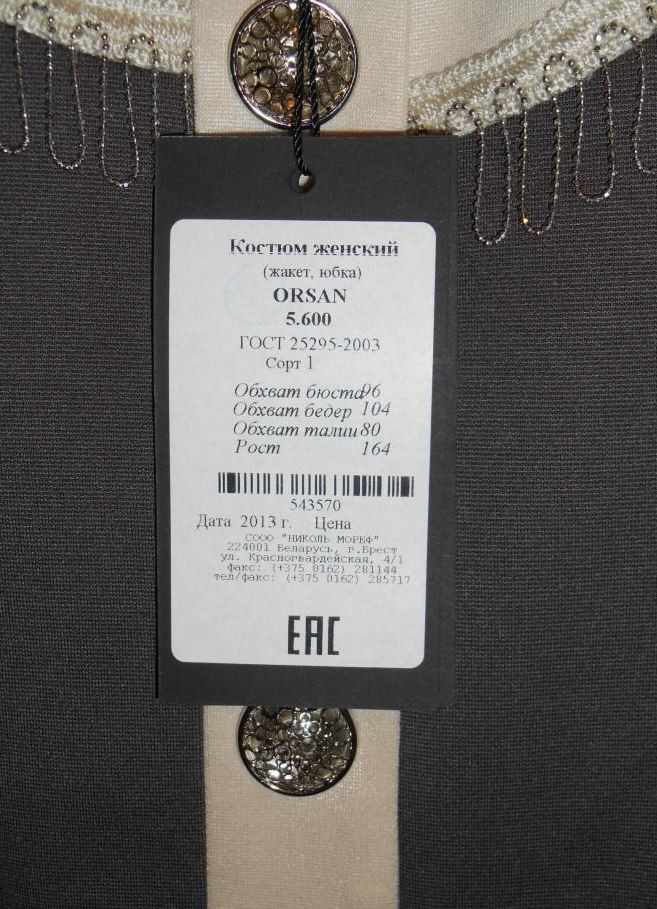 Костюм женский
(жакет, юбка)
ORSAN
5.600
ГОСТ 25295-2003
Сорт 1
Обхват бюста 96
Обхват бедер 104
Обхват талии 80
Рост 164
543570
Дата 2013 г. Цена
СООО "НИКОЛЬ МОРЕФ"
224001 Беларусь, г.Брест
ул. Красногвардейская, 4/1
факс: (+375 0162) 281144
тел/факс: (+375 0162) 285717
EAC